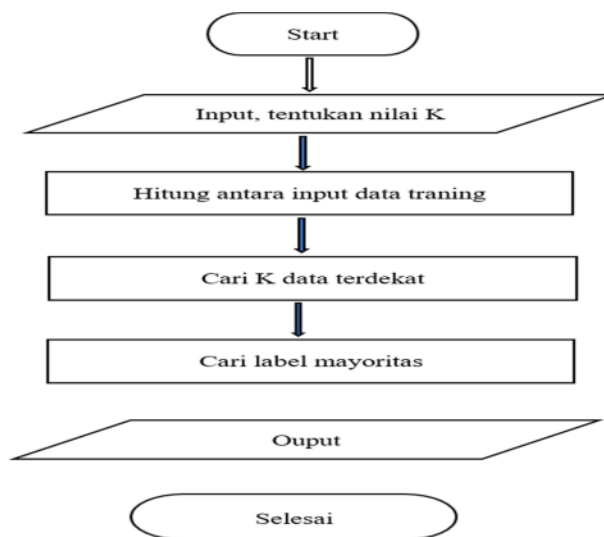 Start
Input, tentukan nilai K
Hitung antara input data traning
Cari K data terdekat
Cari label mayoritas
Ouput
Selesai